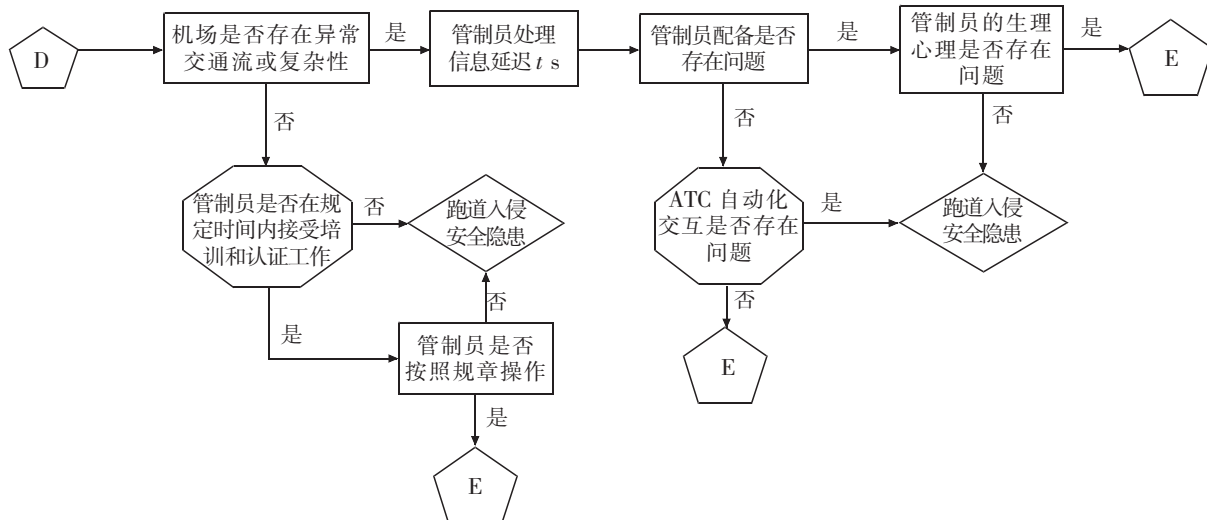 D
机场是否存在异常
交通流或复杂性
是
管制员处理
信息延迟 t s
管制员配备是否
存在问题
是
管制员的生理
心理是否存在
问题
是
E
否
否
否
管制员是否在规
定时间内接受培
训和认证工作
否
跑道入侵
安全隐患
ATC 自动化
交互是否存在
问题
是
跑道入侵
安全隐患
是
否
管制员是否
按照规章操作
否
E
是
E